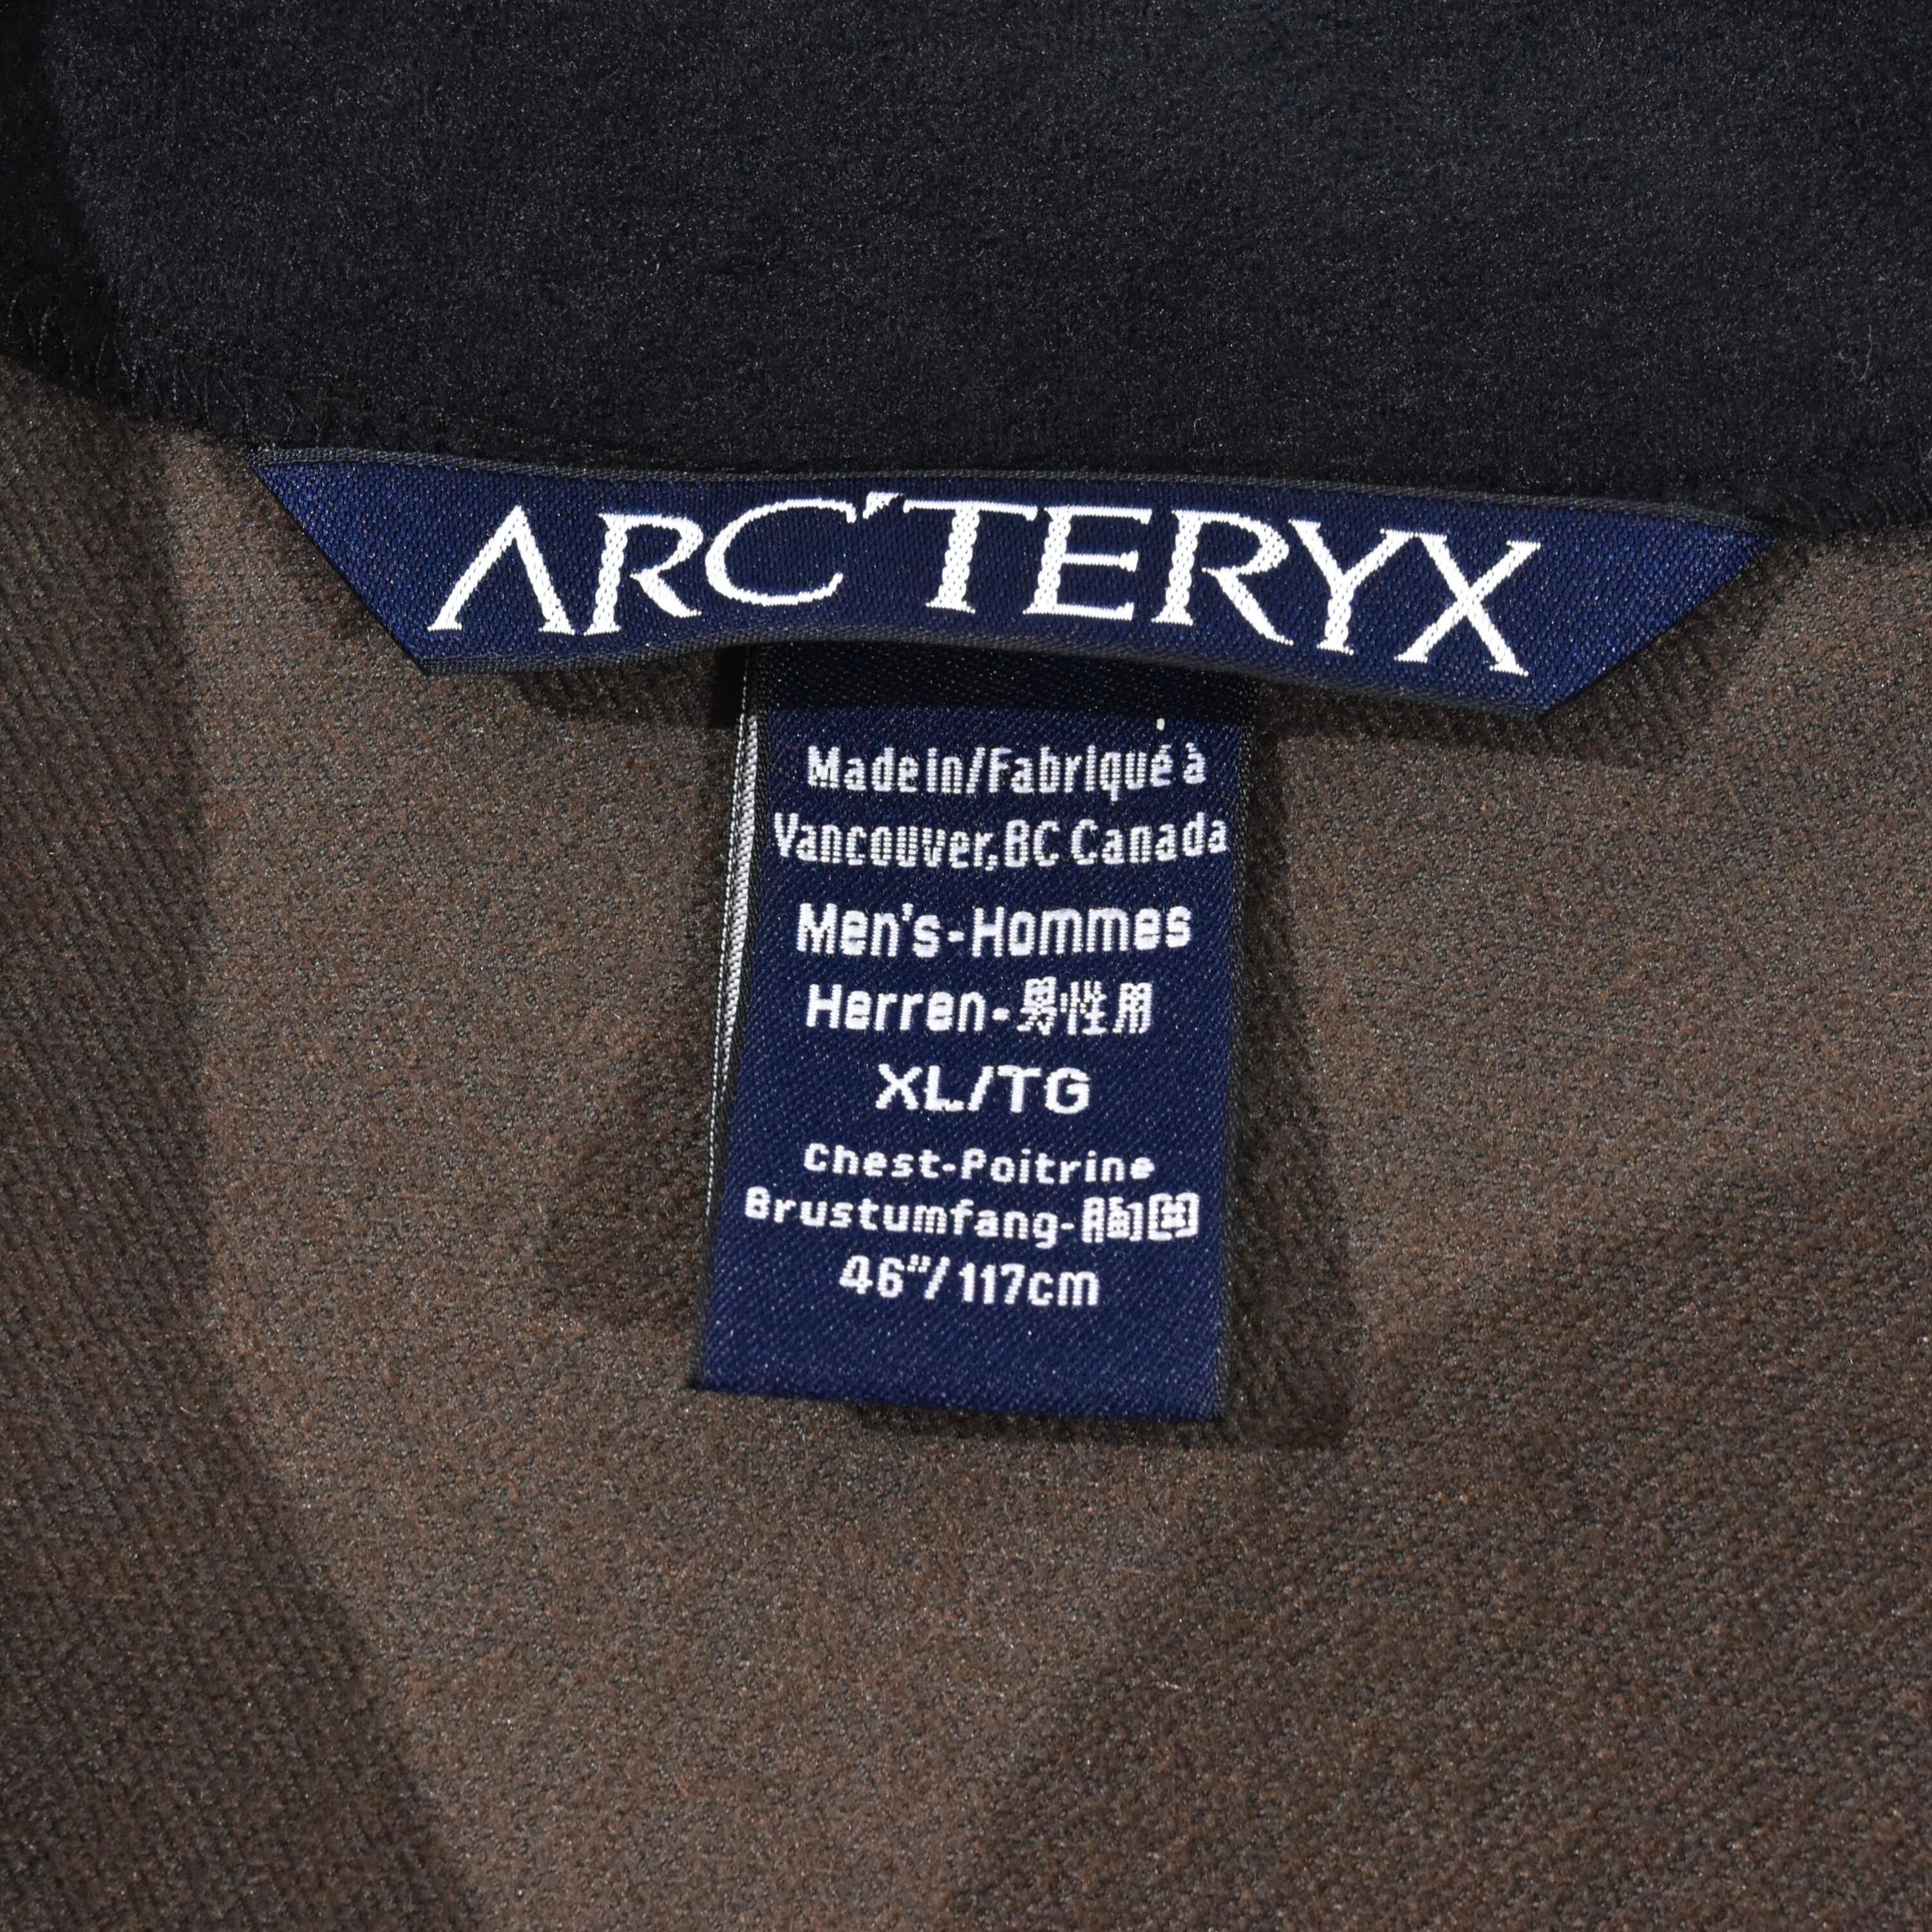 ARC'TERYX
Made in/Fabriqué à
Vancouver, BC Canada
Men's-Hommes
Herren-男性用
XL/TG
Chest-Poitrine
Brustumfang-胸囲
46"/117cm